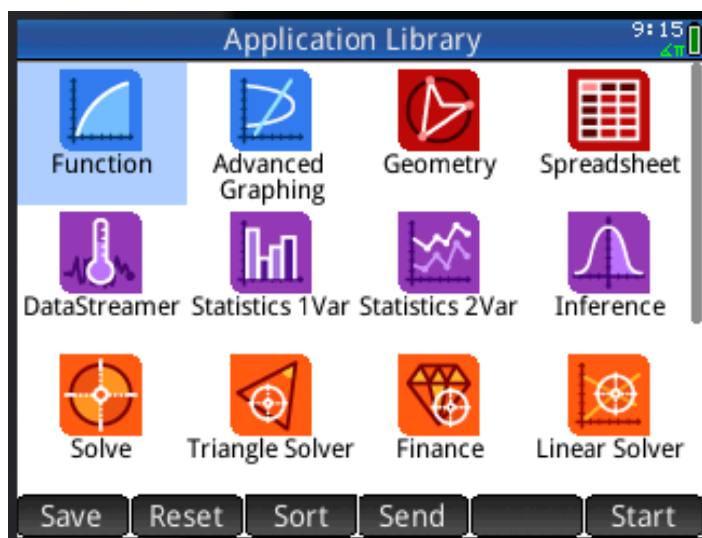 Application Library
9:15
∡π
Function
Advanced
Graphing
Geometry
Spreadsheet
DataStreamer
Statistics 1Var
Statistics 2Var
Inference
Solve
Triangle Solver
Finance
Linear Solver
Save
Reset
Sort
Send
Start